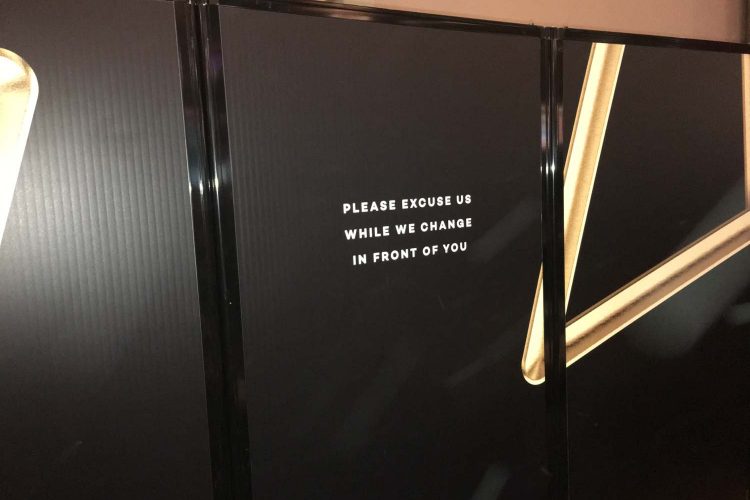 PLEASE EXCUSE US
WHILE WE CHANGE
IN FRONT OF YOU